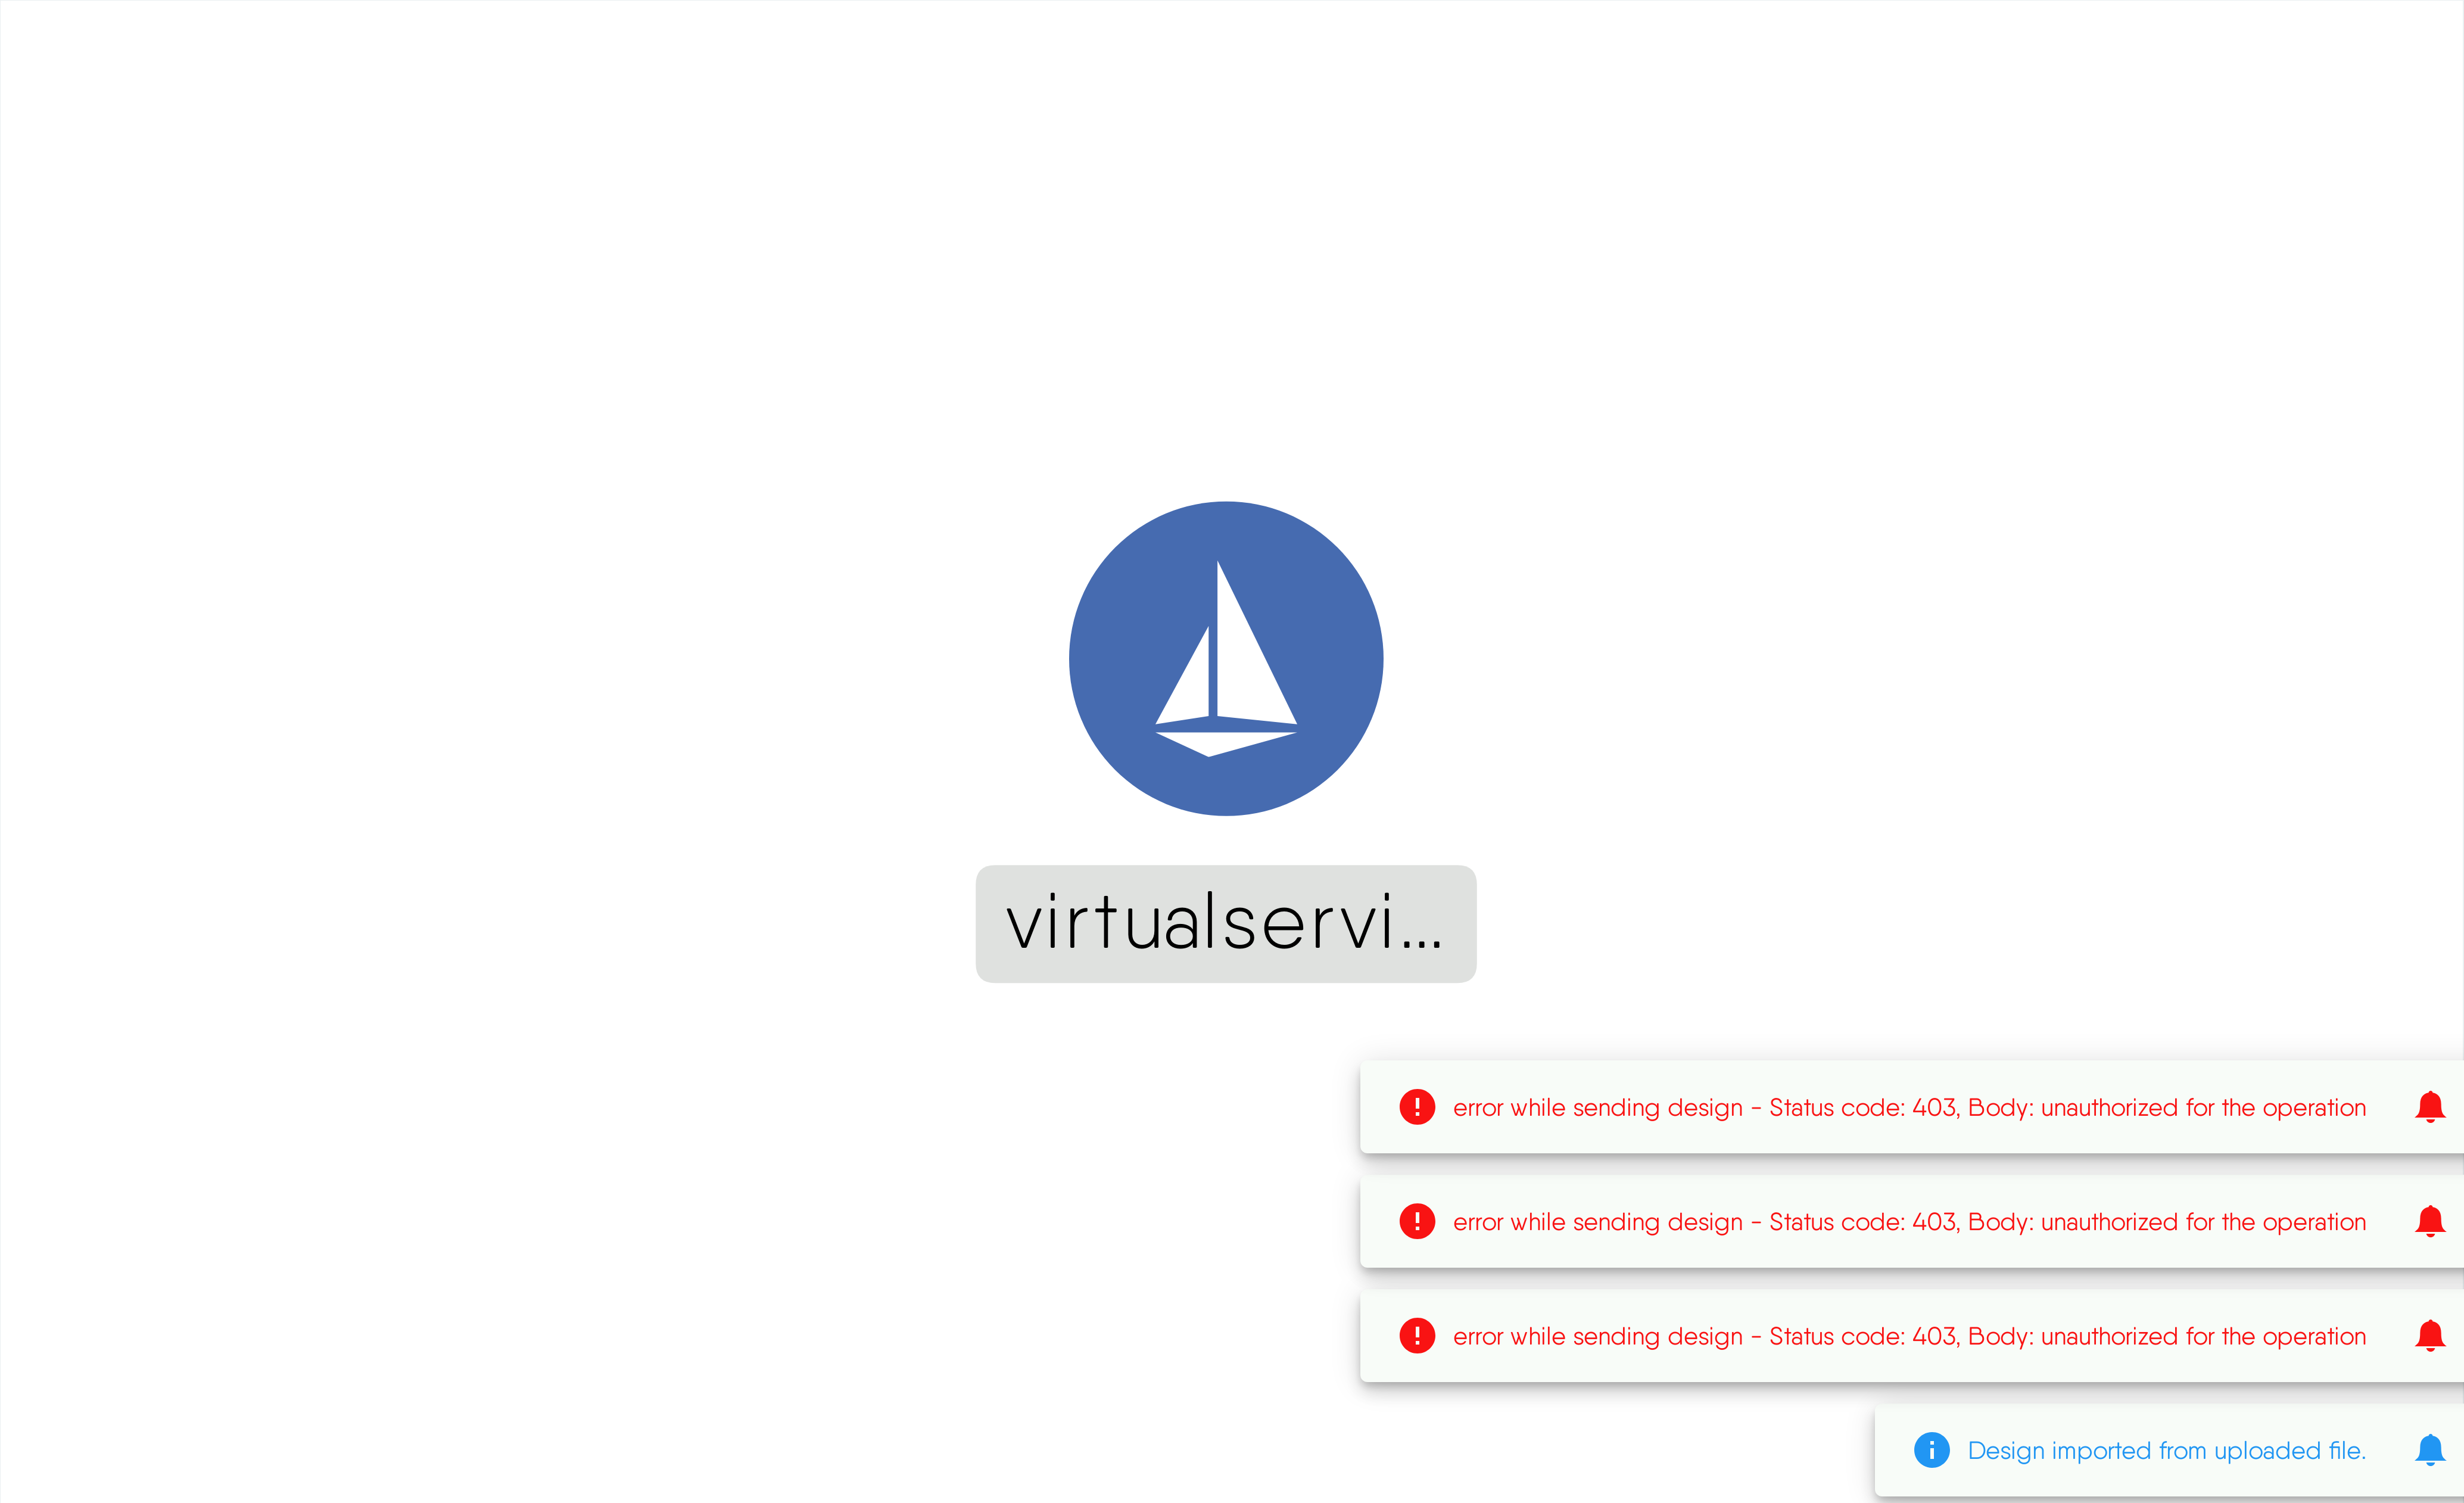 virtualservi...
error while sending design - Status code: 403, Body: unauthorized for the operation
error while sending design - Status code: 403, Body: unauthorized for the operation
error while sending design - Status code: 403, Body: unauthorized for the operation
Design imported from uploaded file.